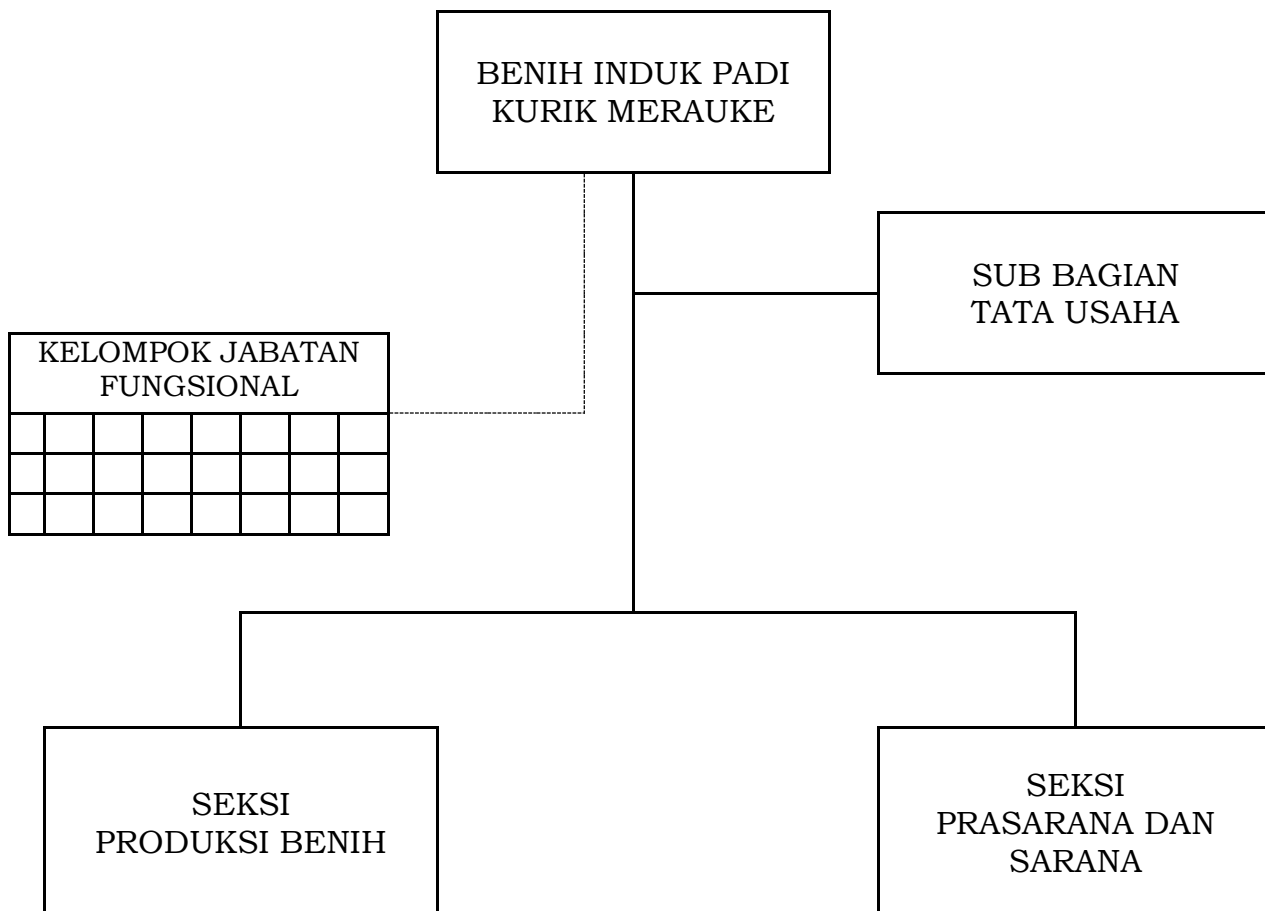 BENIH INDUK PADI
KURIK MERAUKE
SUB BAGIAN
TATA USAHA
KELOMPOK JABATAN
FUNGSIONAL
SEKSI
PRODUKSI BENIH
SEKSI
PRASARANA DAN
SARANA